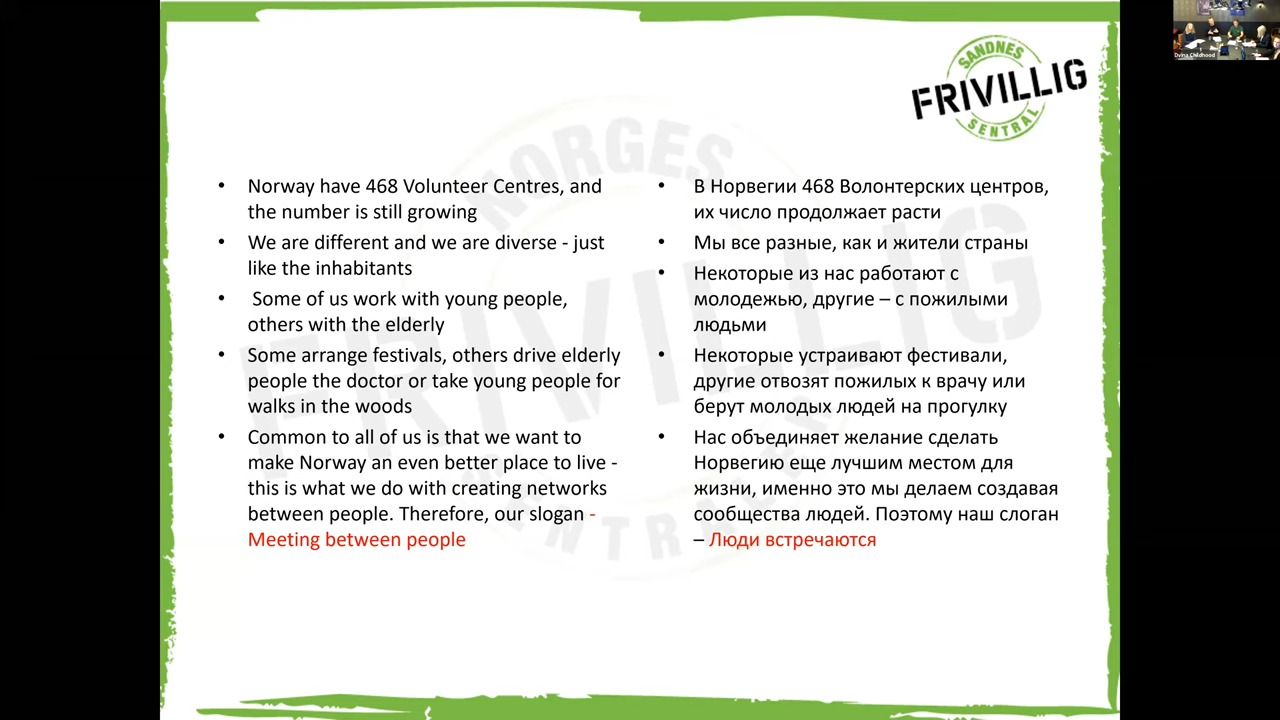 SANDNES
FRIVILLIG
SENTRAL
NORGES
FRIVILLIG
Norway have 468 Volunteer Centres, and
the number is still growing
We are different and we are diverse - just
like the inhabitants
Some of us work with young people,
others with the elderly
Some arrange festivals, others drive elderly
people the doctor or take young people for
walks in the woods
Common to all of us is that we want to
make Norway an even better place to live -
this is what we do with creating networks
between people. Therefore, our slogan -
Meeting between people
В Норвегии 468 Волонтерских центров,
их число продолжает расти
Мы все разные, как и жители страны
Некоторые из нас работают с
молодежью, другие – с пожилыми
людьми
Некоторые устраивают фестивали,
другие отвозят пожилых к врачу или
берут молодых людей на прогулку
Нас объединяет желание сделать
Норвегию еще лучшим местом для
жизни, именно это мы делаем создавая
сообщества людей. Поэтому наш слоган
– Люди встречаются
Dvina Childhood